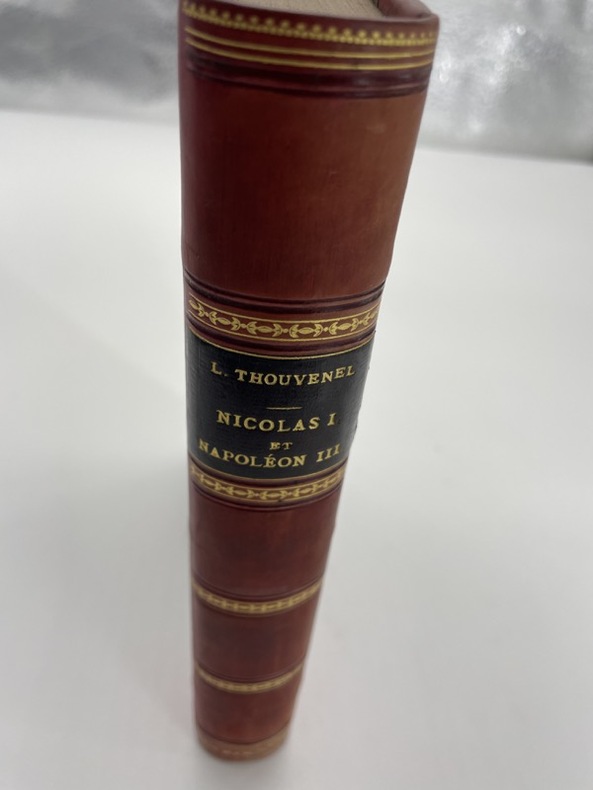 L. THOUVENEL
NICOLAS I
ET
NAPOLÉON III